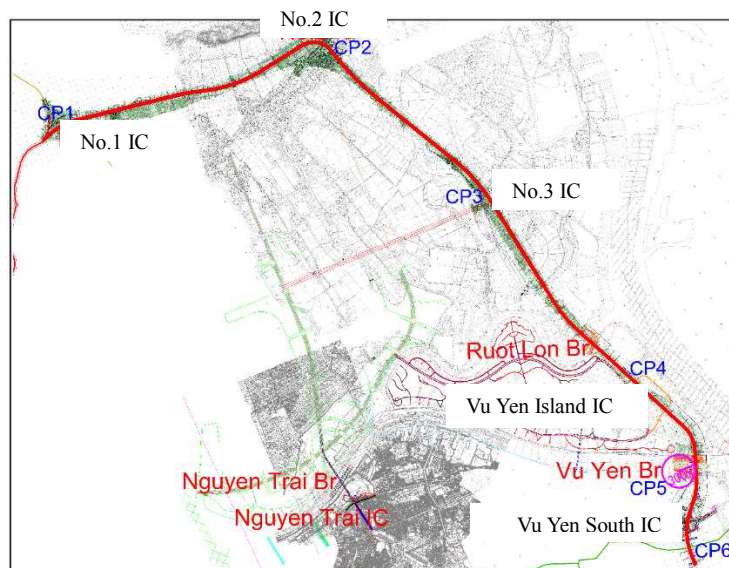 No.2 IC
CP2
CP1
No.1 IC
No.3 IC
CP3
Ruot Lon Br
CP4
Vu Yen Island IC
Vu Yen Br
CP5
Nguyen Trai Br
Nguyen Trai IC
Vu Yen South IC
CP6